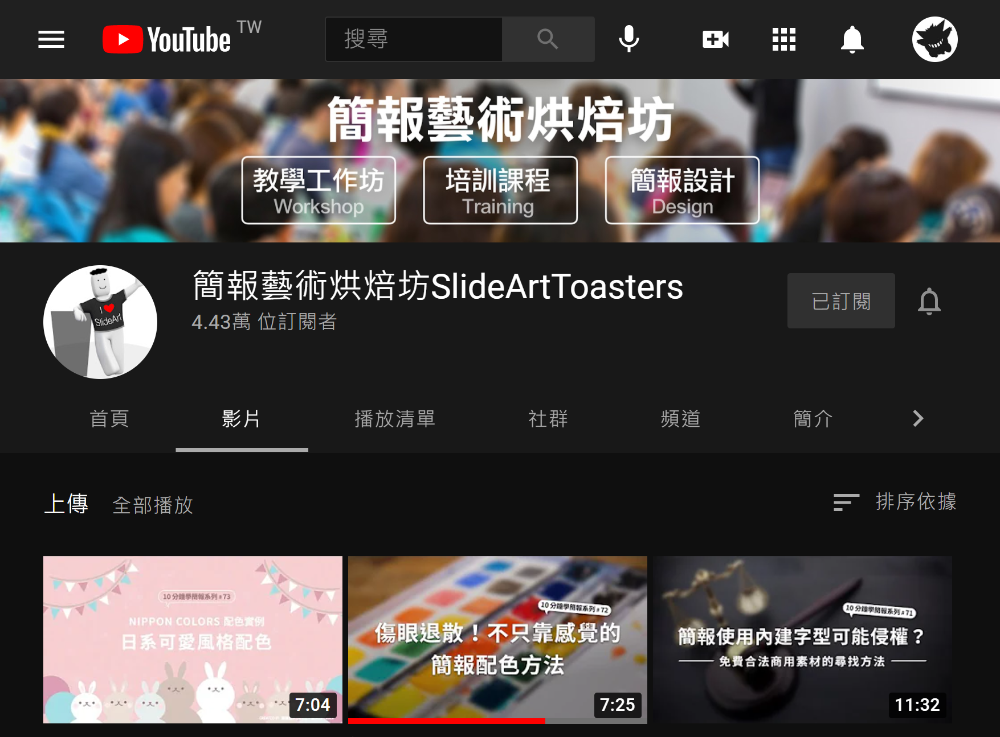 YouTube TW
搜尋
簡報藝術烘焙坊
教學工作坊
Workshop
培訓課程
Training
簡報設計
Design
I
SlideArt
簡報藝術烘焙坊SlideArtToasters
4.43萬 位訂閱者
已訂閱
首頁
影片
播放清單
社群
頻道
簡介
上傳
全部播放
排序依據
10 分鐘學簡報系列 #73
NIPPON COLORS 配色實例
日系可愛風格配色
7:04
10 分鐘學簡報系列 #72
傷眼退散！不只靠感覺的
簡報配色方法
7:25
10 分鐘學簡報系列 #71
簡報使用內建字型可能侵權？
免費合法商用素材的尋找方法
11:32